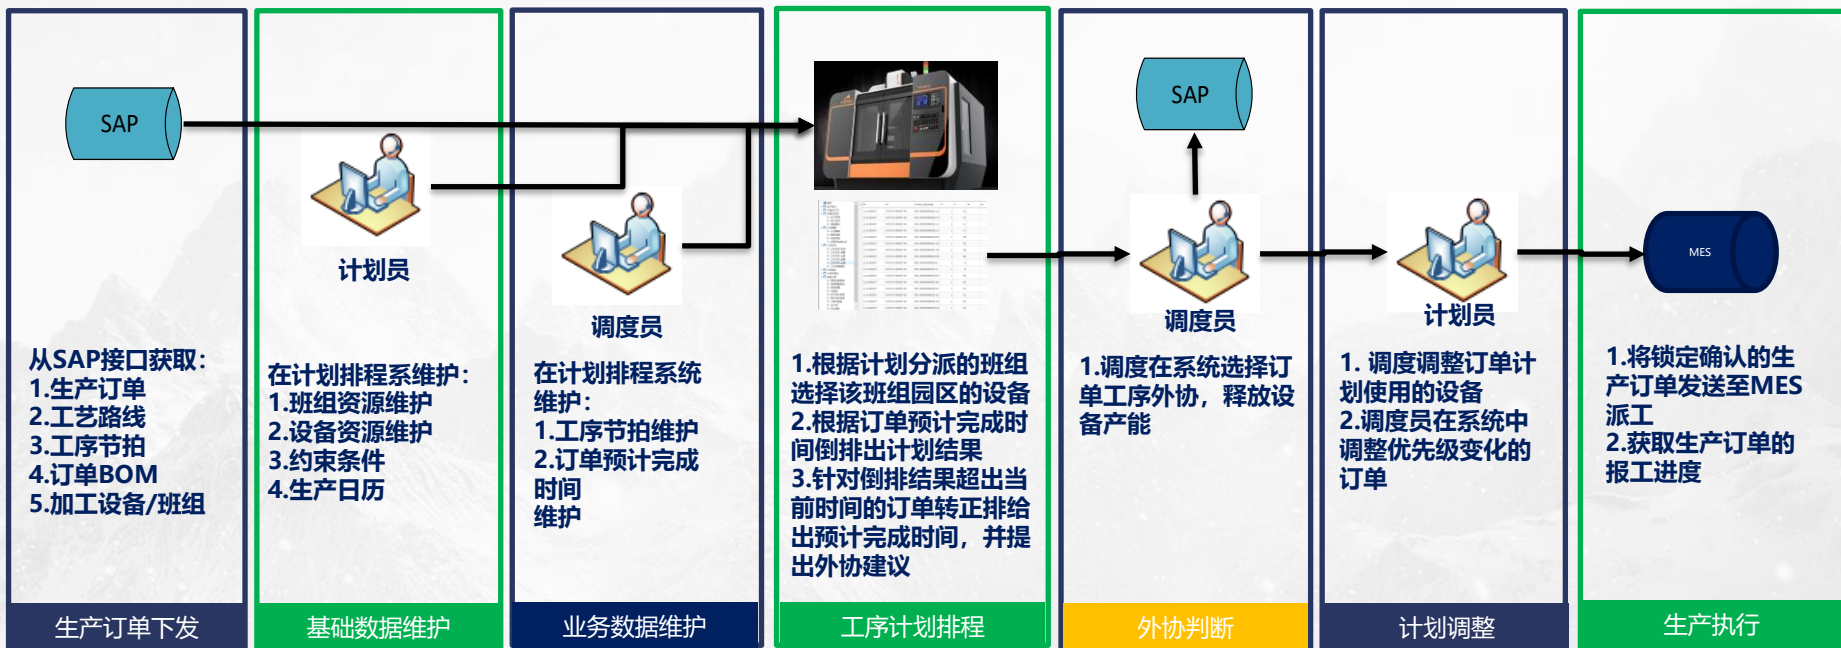 SAP
从SAP接口获取：
1.生产订单
2.工艺路线
3.工序节拍
4.订单BOM
5.加工设备/班组
生产订单下发
计划员
在计划排程系维护：
1.班组资源维护
2.设备资源维护
3.约束条件
4.生产日历
基础数据维护
调度员
在计划排程系统
维护：
1.工序节拍维护
2.订单预计完成
时间
维护
业务数据维护
1.根据计划分派的班组
选择该班组园区的设备
2.根据订单预计完成时
间倒排出计划结果
3.针对倒排结果超出当
前时间的订单转正排给
出预计完成时间，并提
出外协建议
工序计划排程
SAP
调度员
1.调度在系统选择订
单工序外协，释放设
备产能
外协判断
计划员
1. 调度调整订单计
划使用的设备
2.调度员在系统中
调整优先级变化的
订单
计划调整
MES
1.将锁定确认的生
产订单发送至MES
派工
2.获取生产订单的
报工进度
生产执行